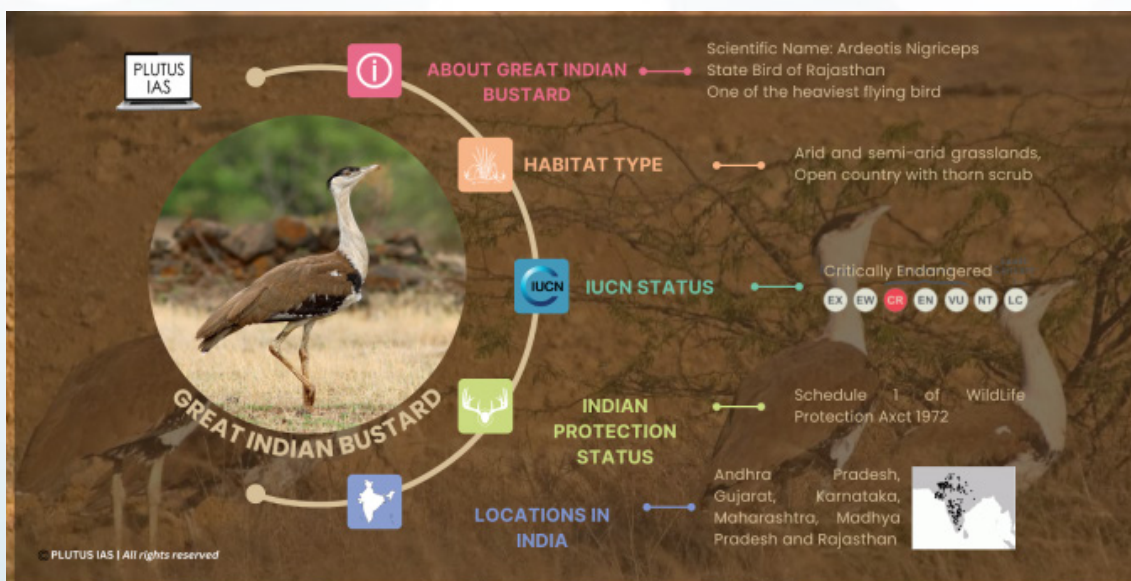 PLUTUS
IAS
ABOUT GREAT INDIAN
BUSTARD
Scientific Name: Ardeotis Nigriceps
State Bird of Rajasthan
One of the heaviest flying bird
HABITAT TYPE
Arid and semi-arid grasslands,
Open country with thorn scrub
IUCN
IUCN STATUS
Critically Endangered
EX EW CR EN VU NT LC
GREAT INDIAN BUSTARD
INDIAN
PROTECTION
STATUS
Schedule 1 of WildLife
Protection Axct 1972
LOCATIONS IN
INDIA
Andhra Pradesh,
Gujarat, Karnataka,
Maharashtra, Madhya
Pradesh and Rajasthan
© PLUTUS IAS | All rights reserved